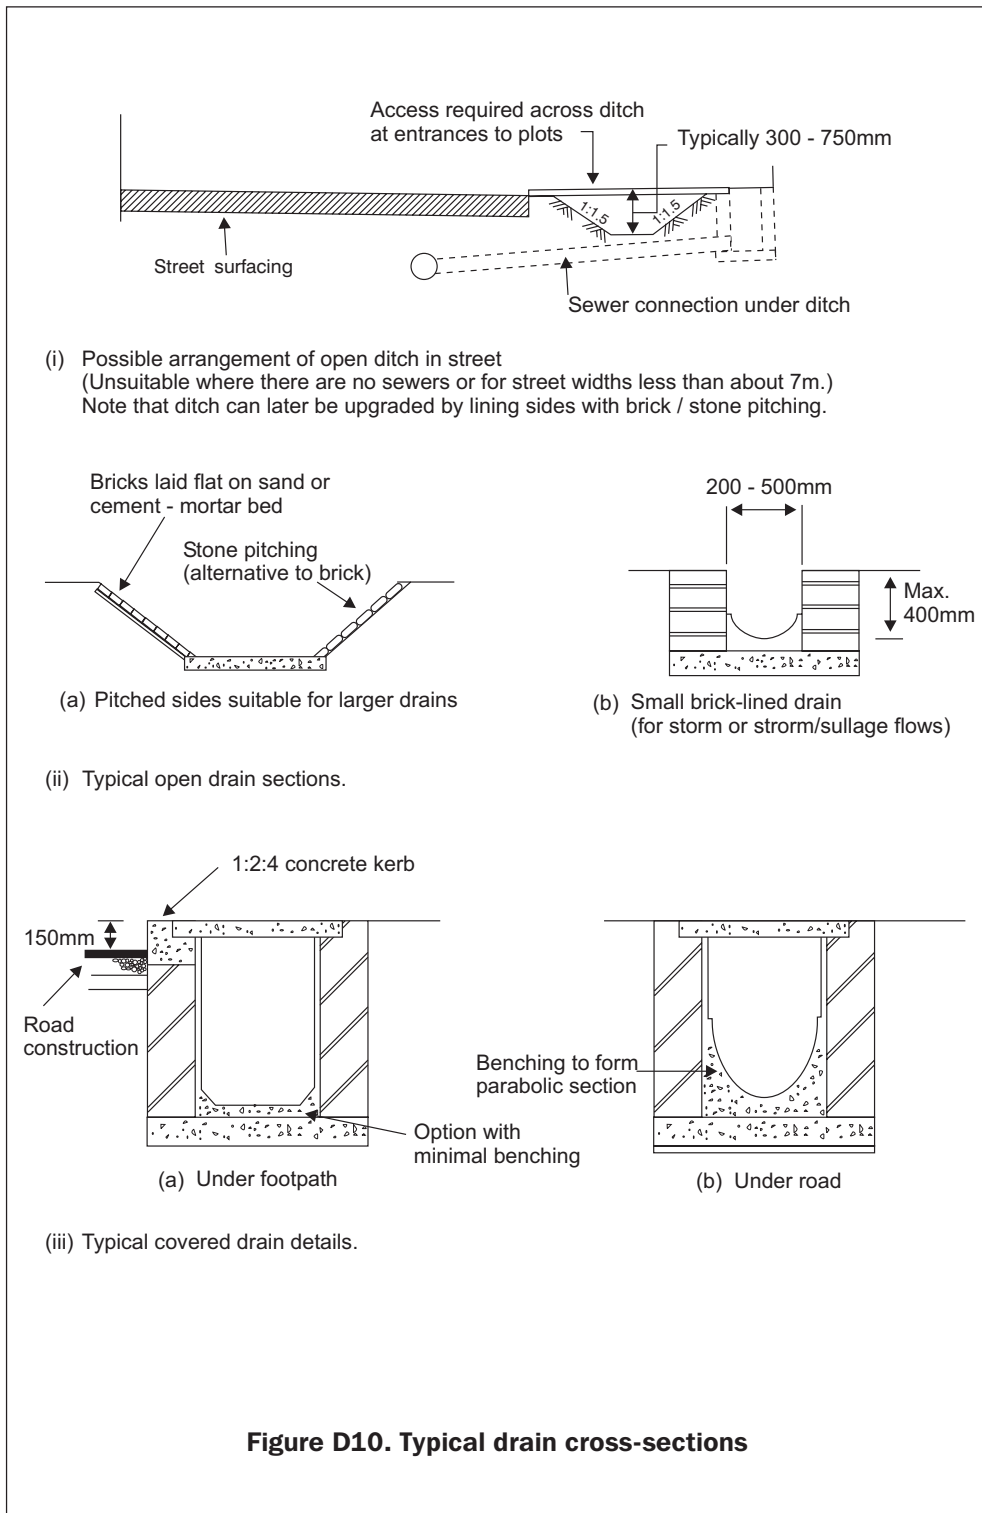 Access required across ditch
at entrances to plots
Typically 300 - 750mm
1:1.5
1:1.5
Street surfacing
Sewer connection under ditch
(i) Possible arrangement of open ditch in street
(Unsuitable where there are no sewers or for street widths less than about 7m.)
Note that ditch can later be upgraded by lining sides with brick / stone pitching.
Bricks laid flat on sand or
cement - mortar bed
Stone pitching
(alternative to brick)
200 - 500mm
Max.
400mm
(a) Pitched sides suitable for larger drains
(b) Small brick-lined drain
(for storm or strorm/sullage flows)
(ii) Typical open drain sections.
1:2:4 concrete kerb
150mm
Road
construction
Benching to form
parabolic section
Option with
minimal benching
(a) Under footpath
(b) Under road
(iii) Typical covered drain details.
Figure D10. Typical drain cross-sections